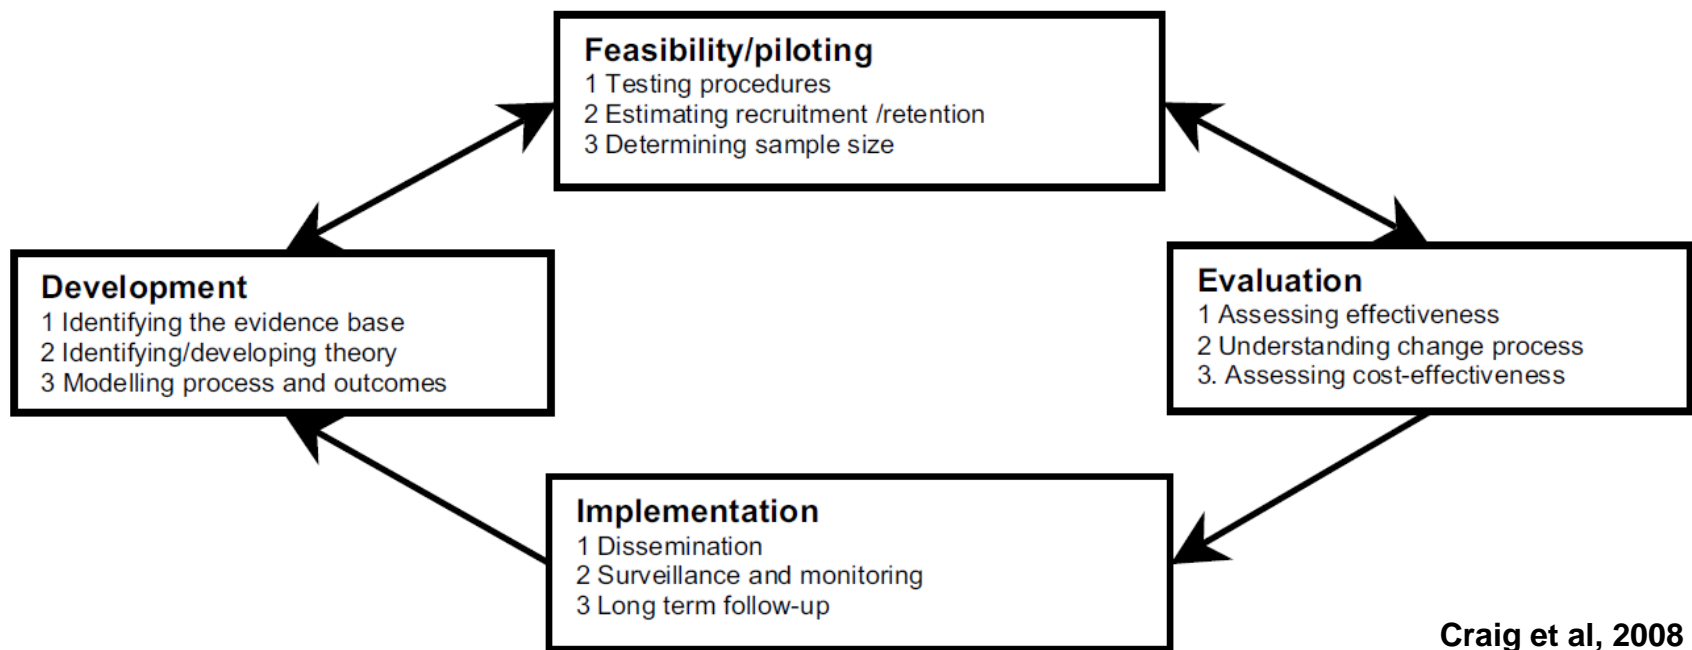 Feasibility/piloting
1 Testing procedures
2 Estimating recruitment /retention
3 Determining sample size
Development
1 Identifying the evidence base
2 Identifying/developing theory
3 Modelling process and outcomes
Evaluation
1 Assessing effectiveness
2 Understanding change process
3. Assessing cost-effectiveness
Implementation
1 Dissemination
2 Surveillance and monitoring
3 Long term follow-up
Craig et al, 2008